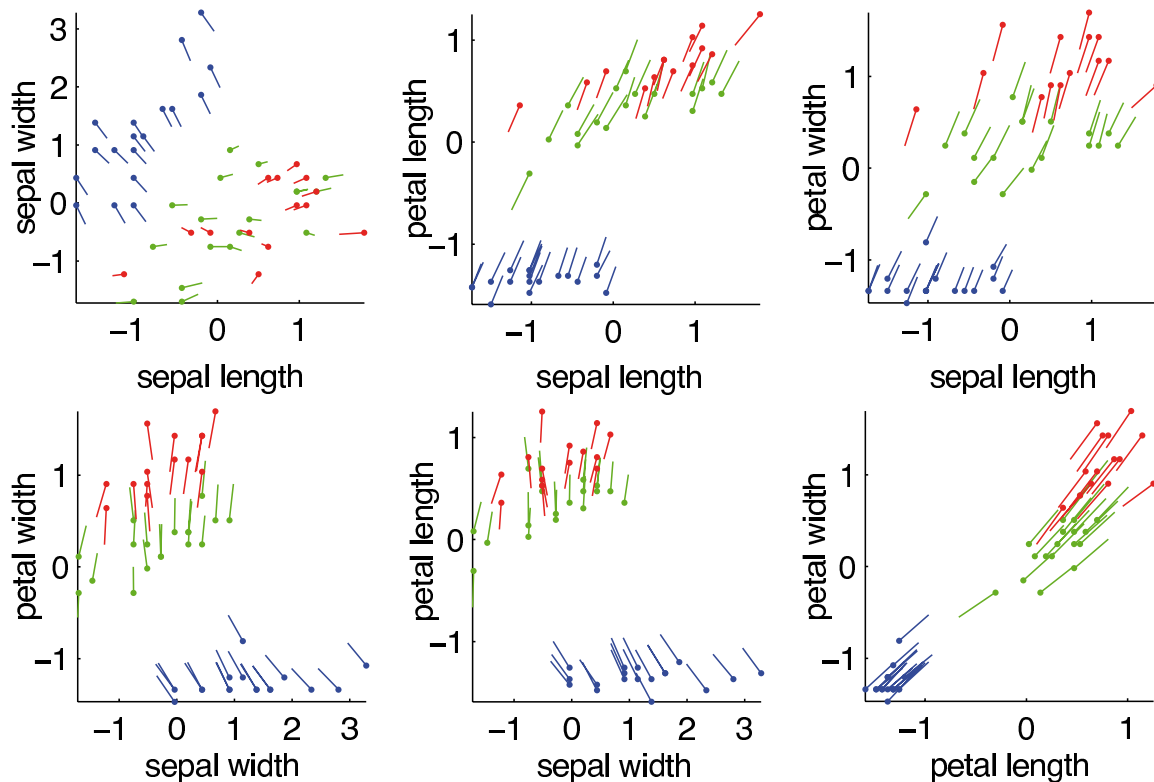 3
2
1
0
−1
sepal width
−1 0 1
sepal length
1
0
−1
petal length
−1 0 1
sepal length
1
0
−1
petal width
−1 0 1
sepal length
1
0
−1
petal width
−1 0 1 2 3
sepal width
1
0
−1
petal length
−1 0 1 2 3
sepal width
1
0
−1
petal width
−1 0 1
petal length